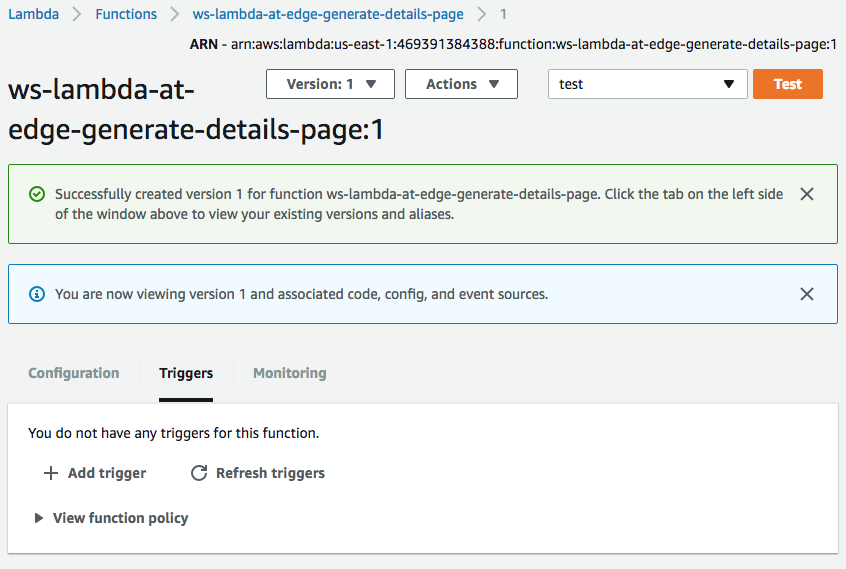 Lambda > Functions > ws-lambda-at-edge-generate-details-page > 1
ARN - arn:aws:lambda:us-east-1:469391384388:function:ws-lambda-at-edge-generate-details-page:1
ws-lambda-at-
edge-generate-details-page:1
Version: 1
Actions
test
Test
Successfully created version 1 for function ws-lambda-at-edge-generate-details-page. Click the tab on the left side
of the window above to view your existing versions and aliases.
You are now viewing version 1 and associated code, config, and event sources.
Configuration
Triggers
Monitoring
You do not have any triggers for this function.
Add trigger
Refresh triggers
View function policy